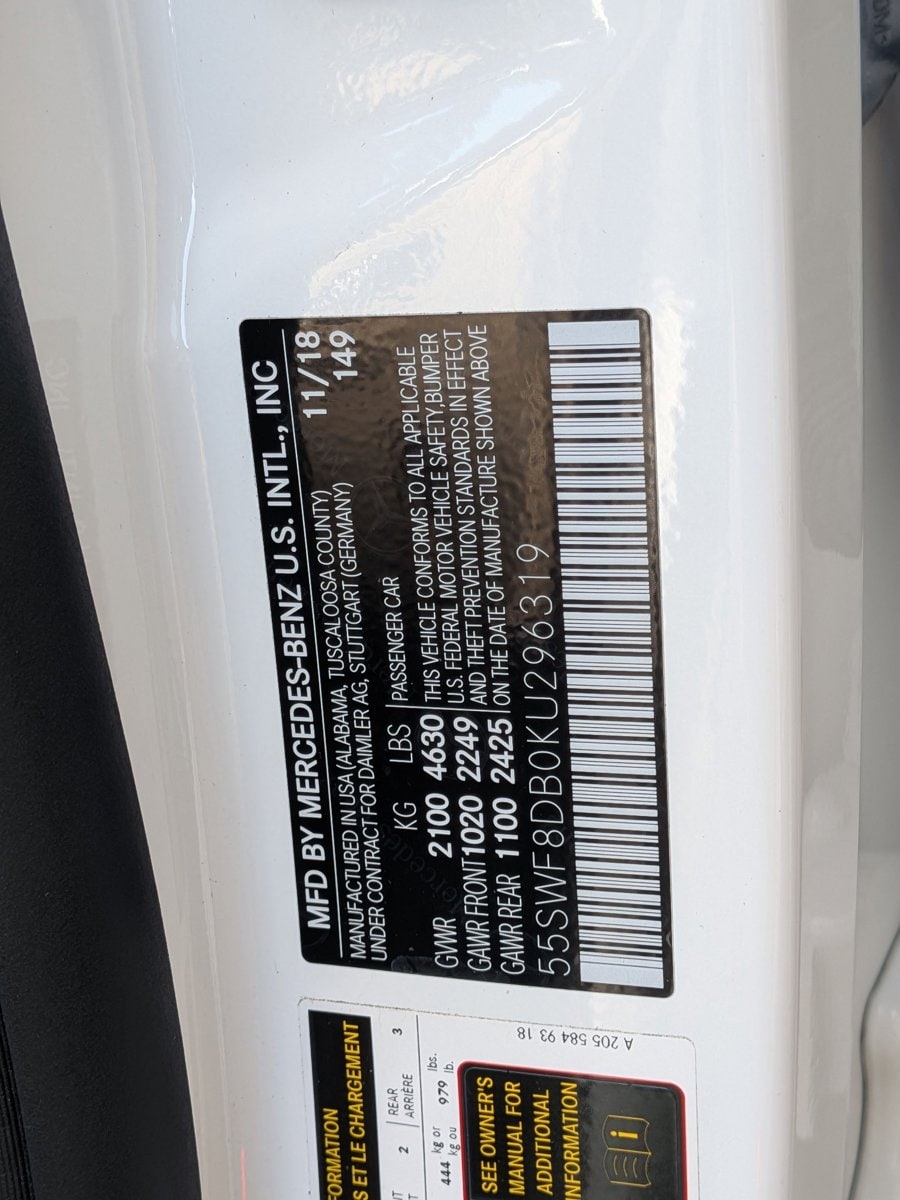 MFD BY MERCEDES-BENZ U.S. INTL., INC
MANUFACTURED IN USA (ALABAMA, TUSCALOOSA COUNTY) 11/18
UNDER CONTRACT FOR DAIMLER AG, STUTTGART (GERMANY) 149
KG LBS PASSENGER CAR
GVWR 2100 4630 THIS VEHICLE CONFORMS TO ALL APPLICABLE
U.S. FEDERAL MOTOR VEHICLE SAFETY,BUMPER
GAWR FRONT 1020 2249 AND THEFT PREVENTION STANDARDS IN EFFECT
GAWR REAR 1100 2425 ON THE DATE OF MANUFACTURE SHOWN ABOVE
55SWF8DB0KU296319
ORMATION
S ET LE CHARGEMENT
2 REAR 3
ARRIÈRE
444 kg or 979 lbs.
kg ou lb.
SEE OWNER'S
MANUAL FOR
ADDITIONAL
INFORMATION
i
A 205 584 93 18